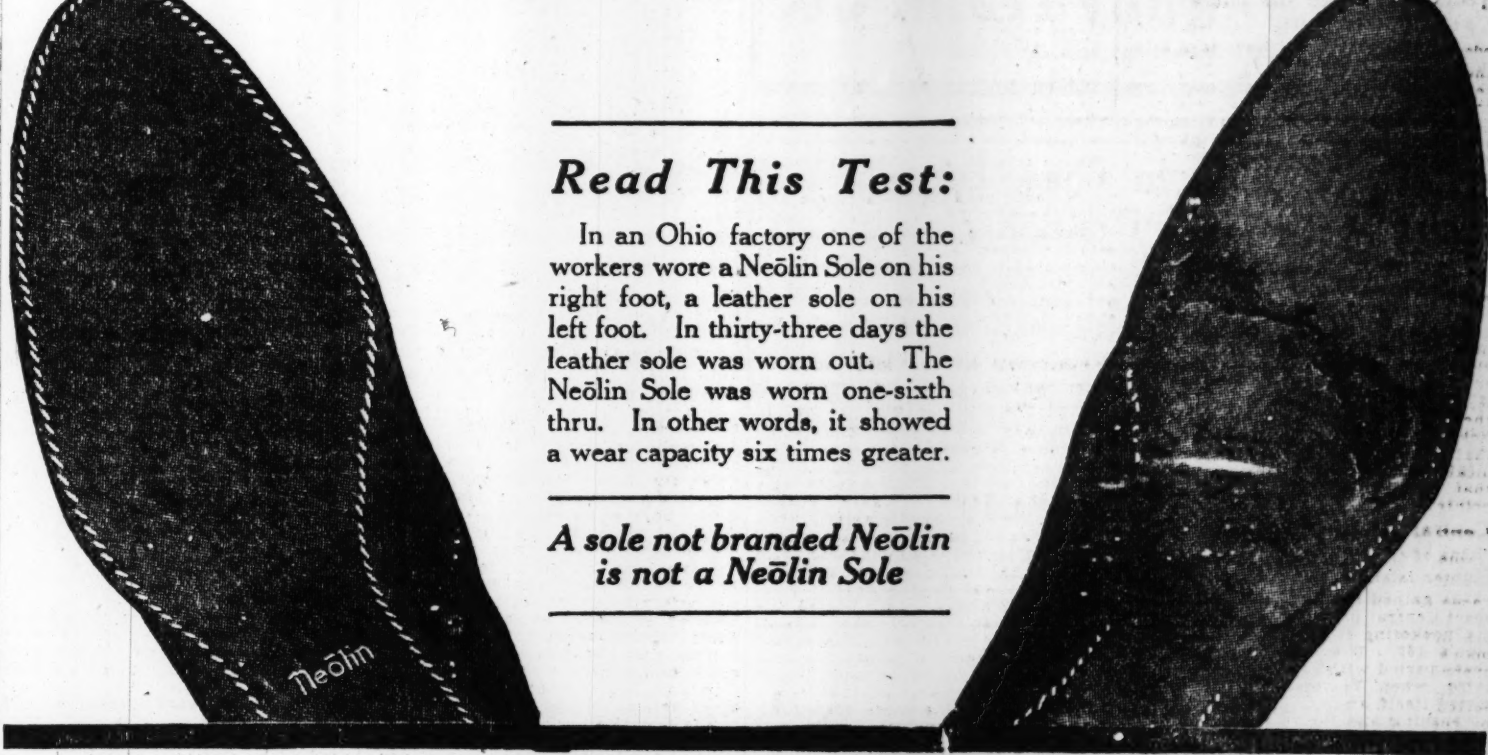 Read This Test:
In an Ohio factory one of the
workers wore a Neōlin Sole on his
right foot, a leather sole on his
left foot. In thirty-three days the
leather sole was worn out. The
Neōlin Sole was worn one-sixth
thru. In other words, it showed
a wear capacity six times greater.
A sole not branded Neōlin
is not a Neōlin Sole
Neōlin